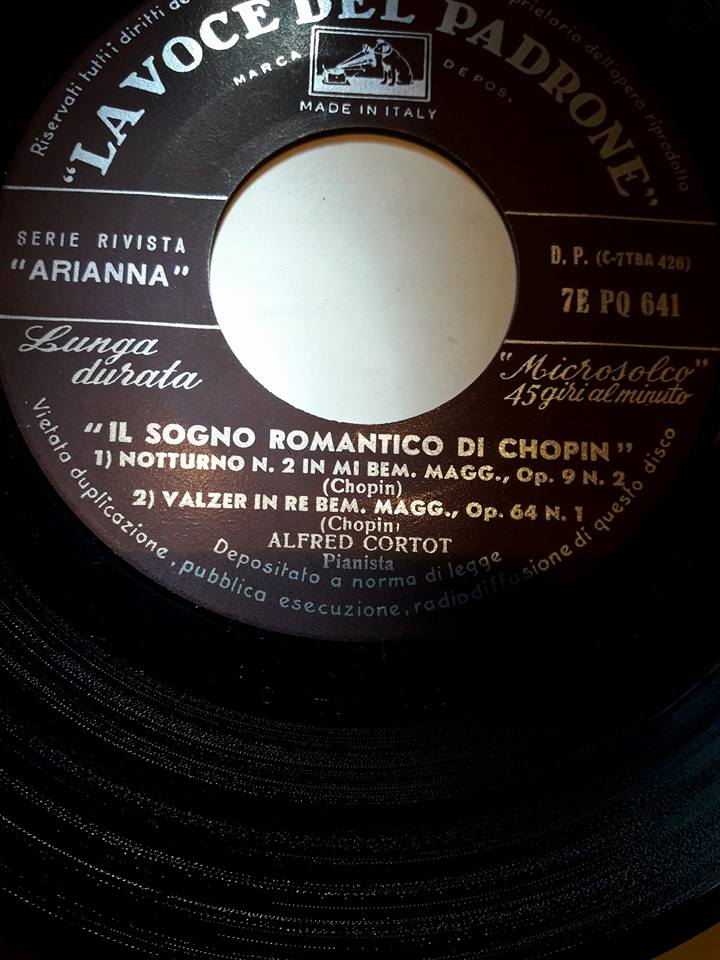 Riservati tutti i diritti de
prietario dell'opera riprodotta
"LA VOCE DEL PADRONE"
MARCA DEPOS.
MADE IN ITALY
SERIE RIVISTA
"ARIANNA"
D. P. (C-7TBA 426)
7E PQ 641
Lunga
durata
"Microsolco"
45 giri al minuto
"IL SOGNO ROMANTICO DI CHOPIN"
1) NOTTURNO N. 2 IN MI BEM. MAGG., Op. 9 N. 2
(Chopin)
2) VALZER IN RE BEM. MAGG., Op. 64 N. 1
(Chopin)
ALFRED CORTOT
Pianista
Depositato a norma di legge
Vietata duplicazione, pubblica esecuzione, radiodiffusione di questo disco